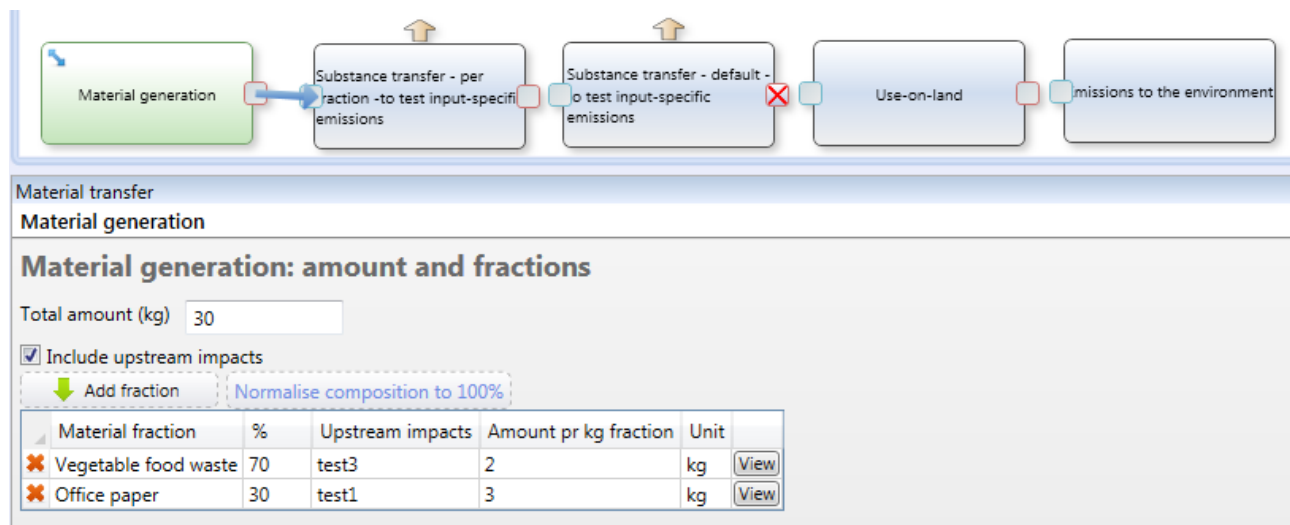 Material generation
Substance transfer - per
raction -to test input-specifi
emissions
Substance transfer - default -
o test input-specific
emissions
Use-on-land
missions to the environment
Material transfer
Material generation
Material generation: amount and fractions
Total amount (kg) 30
Include upstream impacts
Add fraction Normalise composition to 100%
Material fraction % Upstream impacts Amount pr kg fraction Unit
Vegetable food waste 70 test3 2 kg View
Office paper 30 test1 3 kg View